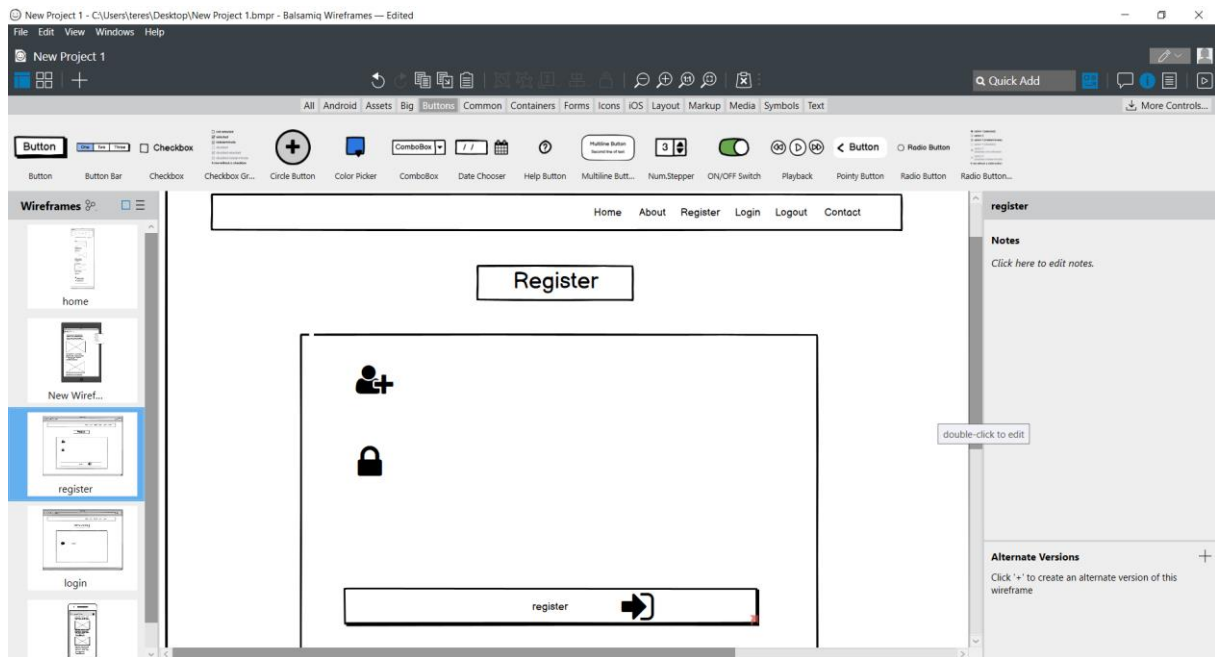 New Project 1 - C:\Users\teres\Desktop\New Project 1.bmpr - Balsamiq Wireframes — Edited
File Edit View Windows Help
New Project 1
Quick Add
All Android Assets Big Buttons Common Containers Forms Icons iOS Layout Markup Media Symbols Text
More Controls...
Button One Two Three Checkbox ComboBox / / Multiline Button 3 Button Radio Button
Second line of text
Button Button Bar Checkbox Checkbox Gr... Circle Button Color Picker ComboBox Date Chooser Help Button Multiline Butt... Num.Stepper ON/OFF Switch Playback Pointy Button Radio Button Radio Button...
Wireframes
home
New Wiref...
register
login
Home About Register Login Logout Contact
Register
register
double-click to edit
register
Notes
Click here to edit notes.
Alternate Versions
Click '+' to create an alternate version of this
wireframe